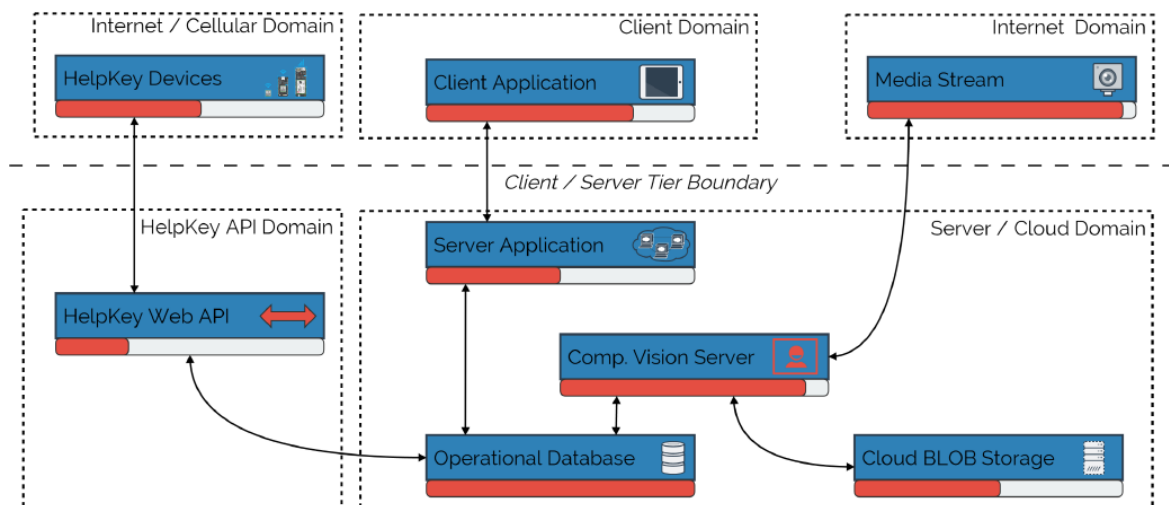 Internet / Cellular Domain
HelpKey Devices
Client Domain
Client Application
Internet Domain
Media Stream
Client / Server Tier Boundary
HelpKey API Domain
HelpKey Web API
Server / Cloud Domain
Server Application
Comp. Vision Server
Operational Database
Cloud BLOB Storage